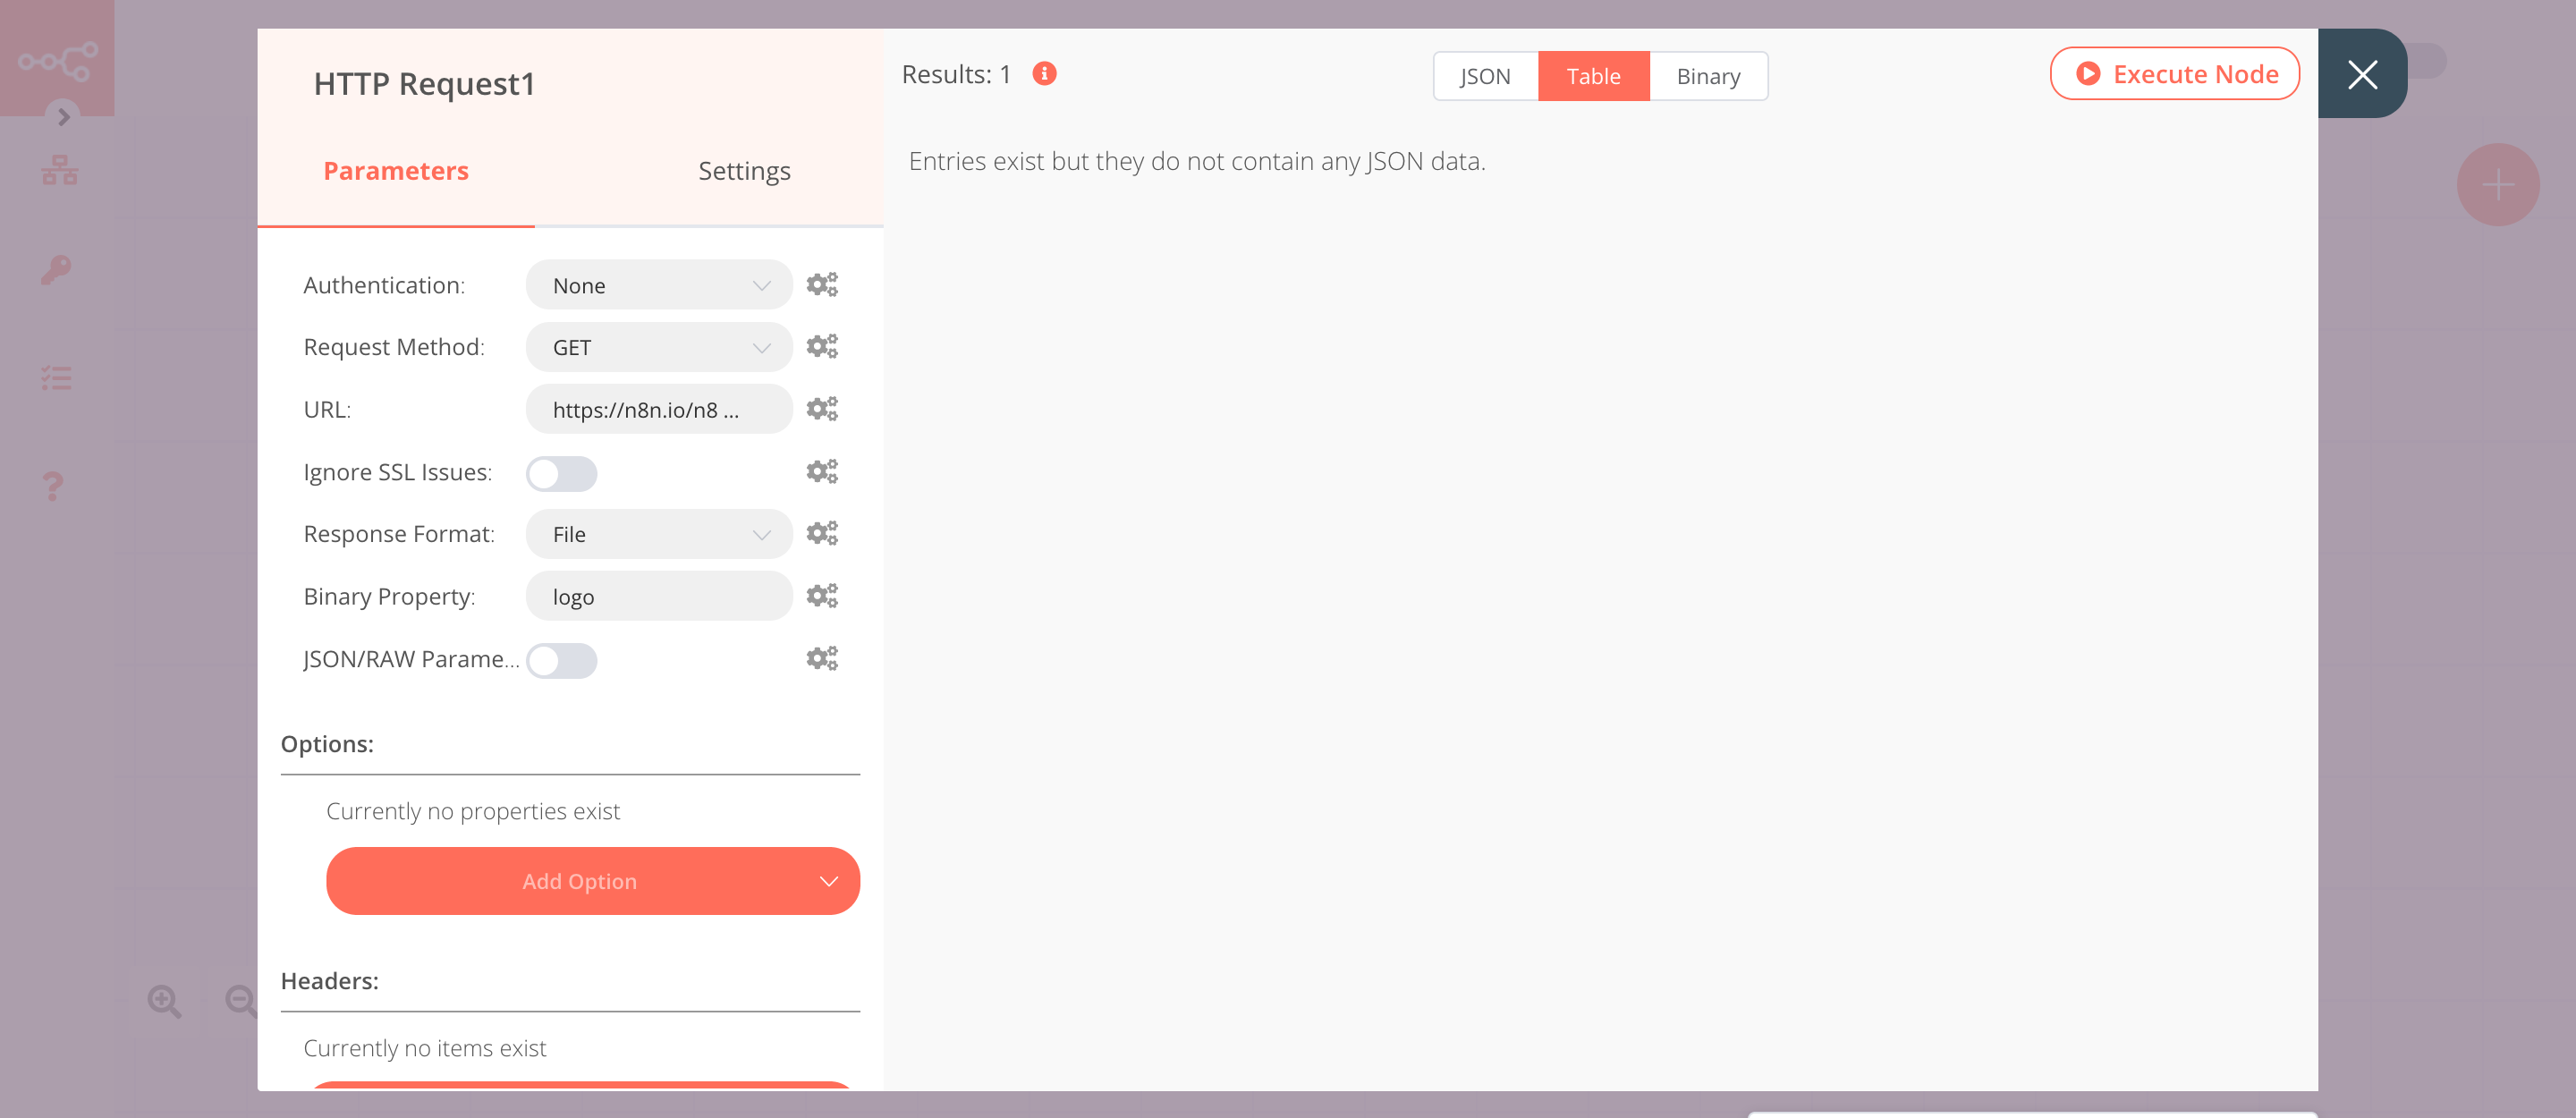 HTTP Request1
Parameters
Settings
Authentication:
None
Request Method:
GET
URL:
https://n8n.io/n8 ...
Ignore SSL Issues:
Response Format:
File
Binary Property:
logo
JSON/RAW Parame...
Options:
Currently no properties exist
Add Option
Headers:
Currently no items exist
Results: 1
JSON
Table
Binary
Execute Node
Entries exist but they do not contain any JSON data.